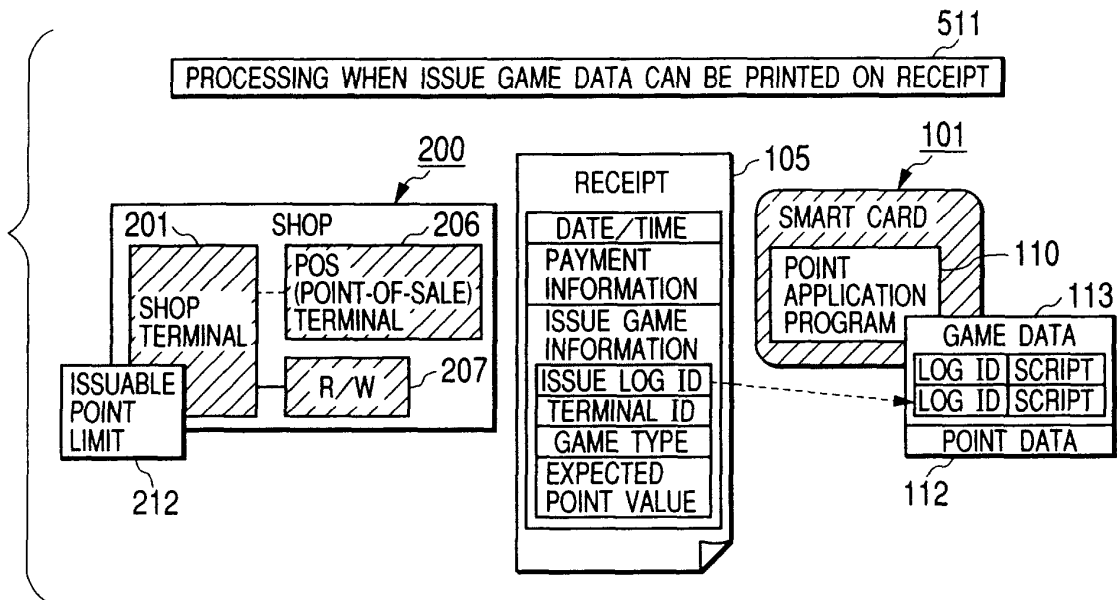 511
PROCESSING WHEN ISSUE GAME DATA CAN BE PRINTED ON RECEIPT
200
201
SHOP
206
SHOP
TERMINAL
POS
(POINT-OF-SALE)
TERMINAL
R/W
207
ISSUABLE
POINT
LIMIT
212
105
RECEIPT
DATE/TIME
PAYMENT
INFORMATION
ISSUE GAME
INFORMATION
ISSUE LOG ID
TERMINAL ID
GAME TYPE
EXPECTED
POINT VALUE
101
SMART CARD
POINT
APPLICATION
PROGRAM
110
113
GAME DATA
LOG ID SCRIPT
LOG ID SCRIPT
POINT DATA
112